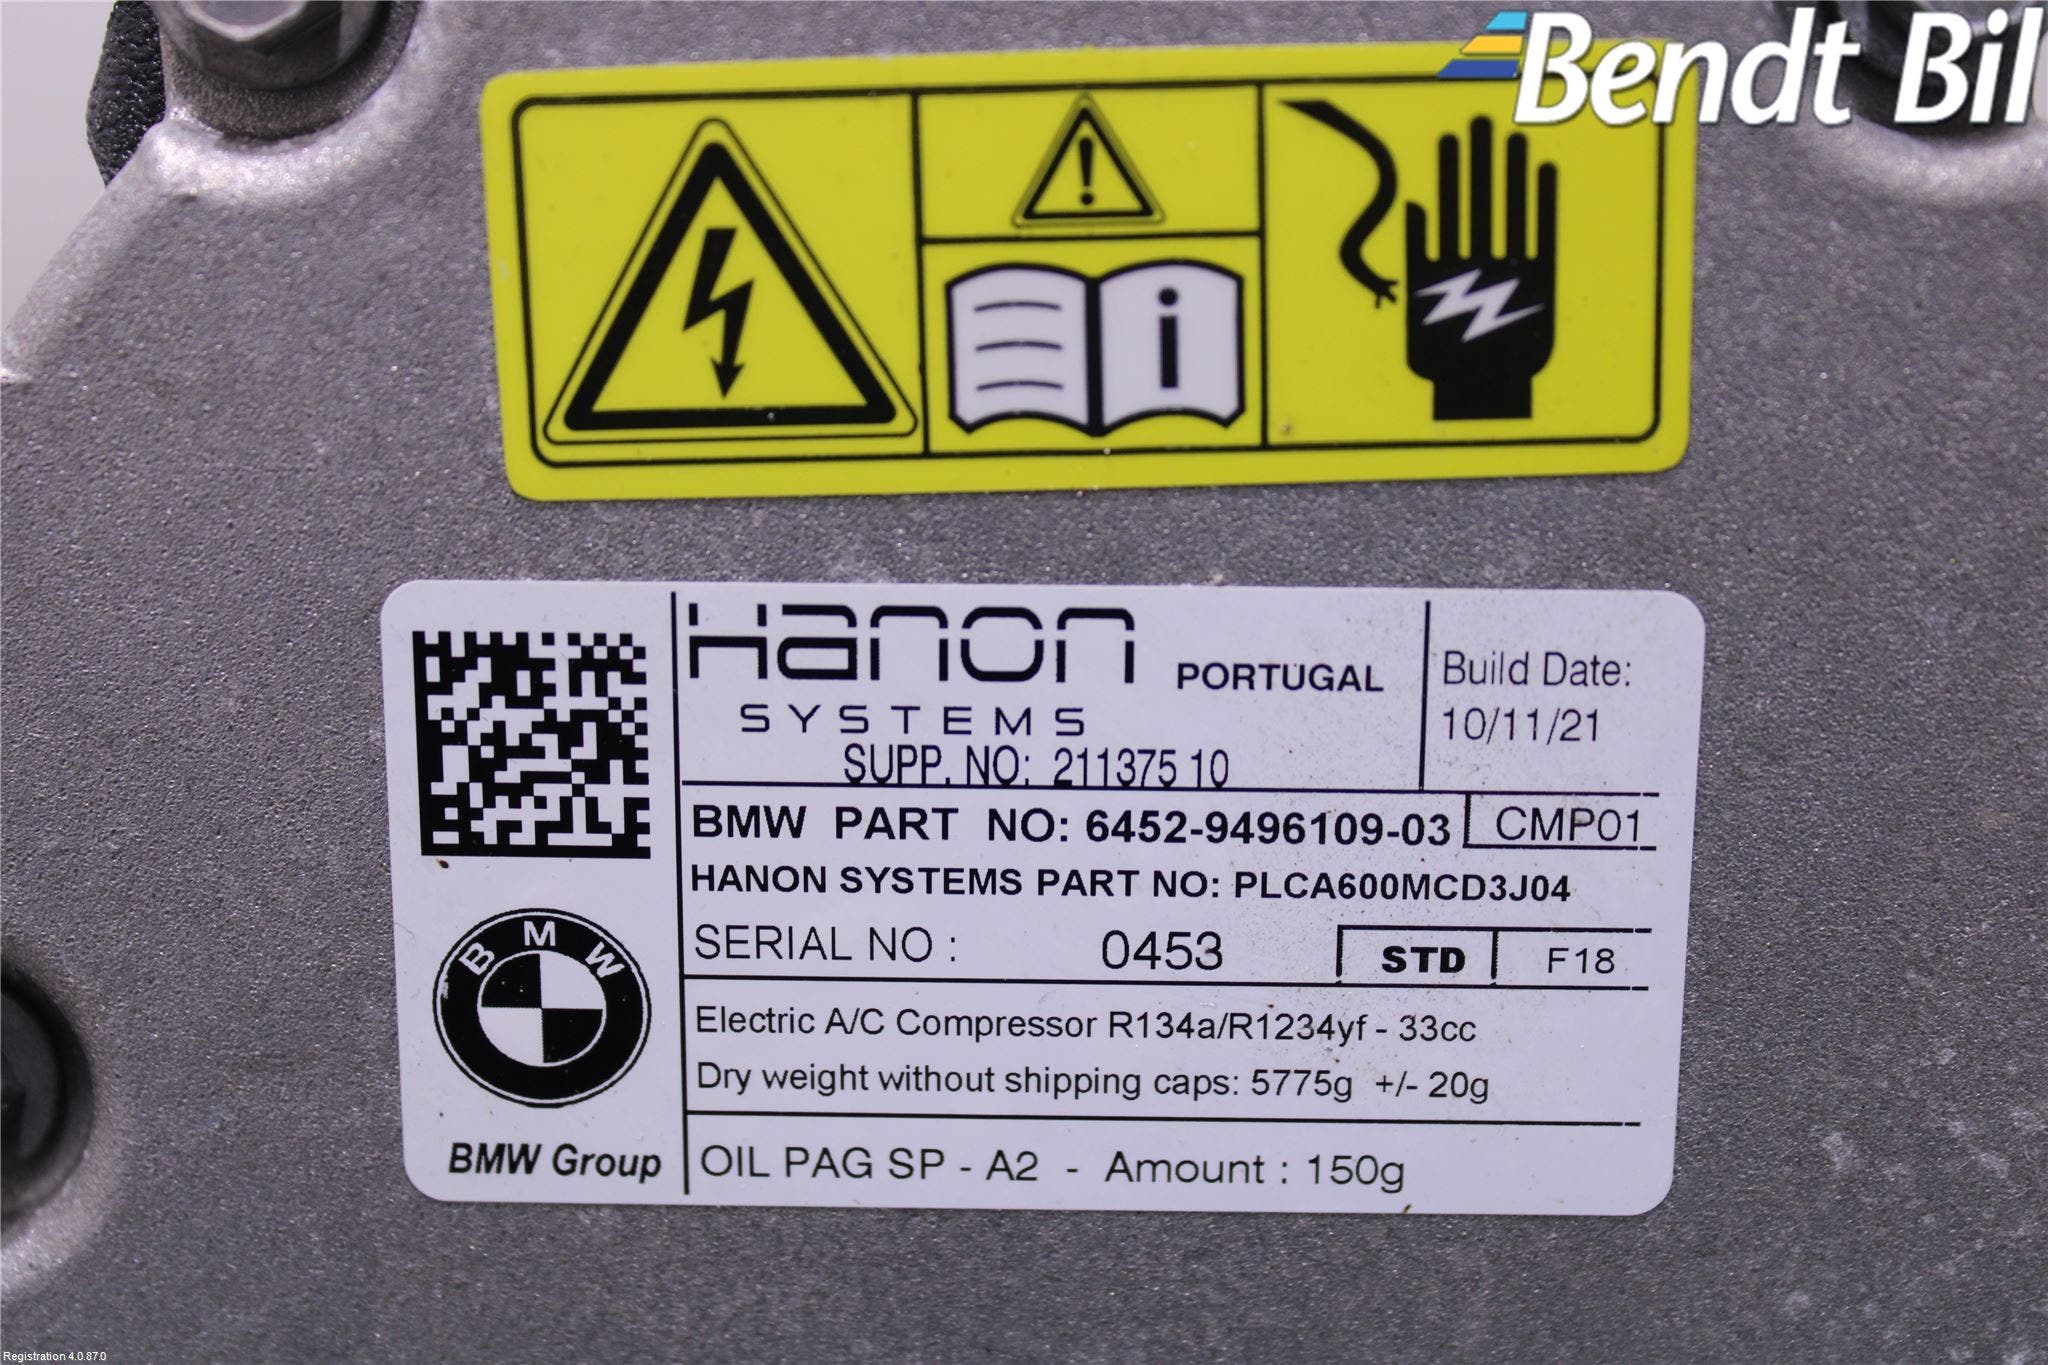 Bendt Bil
Hanon
SYSTEMS
PORTUGAL
SUPP. NO: 211375 10
Build Date:
10/11/21
BMW PART NO: 6452-9496109-03
CMP01
HANON SYSTEMS PART NO: PLCA600MCD3J04
SERIAL NO : 0453
STD
F18
BMW
Electric A/C Compressor R134a/R1234yf - 33cc
Dry weight without shipping caps: 5775g +/- 20g
BMW Group
OIL PAG SP - A2 - Amount : 150g
Registration 4.0.87.0